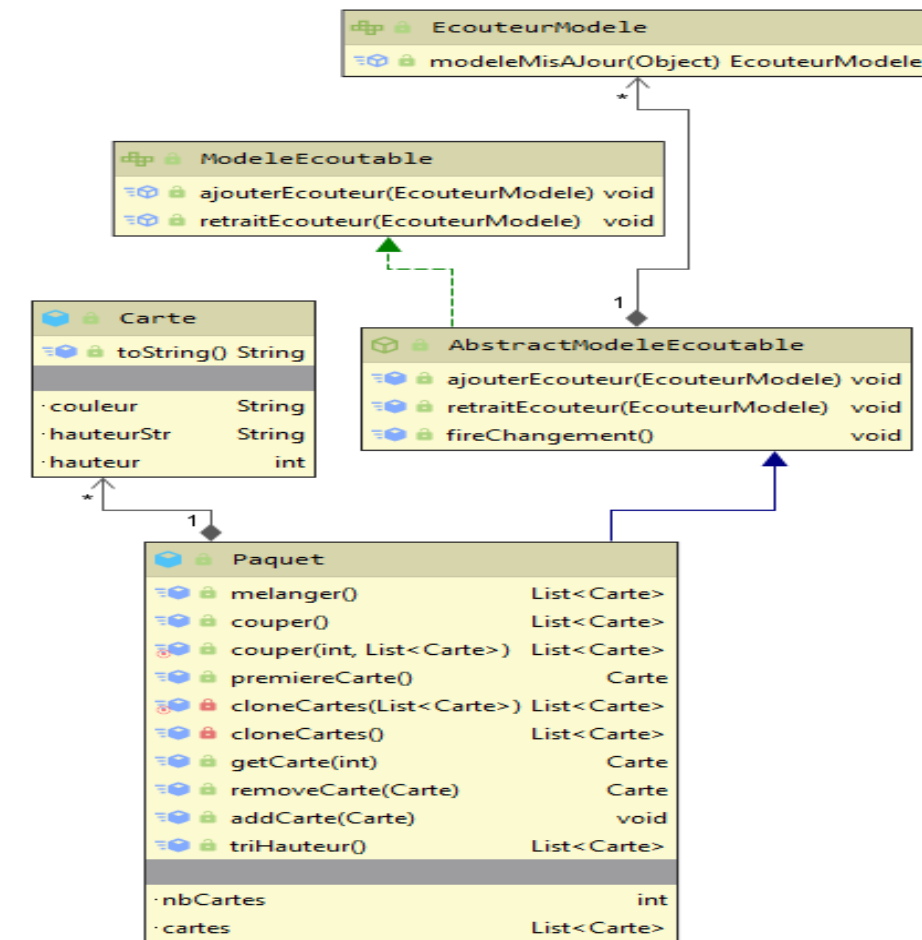 EcouteurModele
modeleMisAJour(Object) EcouteurModele
*
ModeleEcoutable
ajouterEcouteur(EcouteurModele) void
retraitEcouteur(EcouteurModele) void
1
Carte
toString() String
·couleur String
·hauteurStr String
·hauteur int
AbstractModeleEcoutable
ajouterEcouteur(EcouteurModele) void
retraitEcouteur(EcouteurModele) void
fireChangement() void
*
1
Paquet
melanger() List<Carte>
couper() List<Carte>
couper(int, List<Carte>) List<Carte>
premiereCarte() Carte
cloneCartes(List<Carte>) List<Carte>
cloneCartes() List<Carte>
getCarte(int) Carte
removeCarte(Carte) Carte
addCarte(Carte) void
triHauteur() List<Carte>
·nbCartes int
·cartes List<Carte>